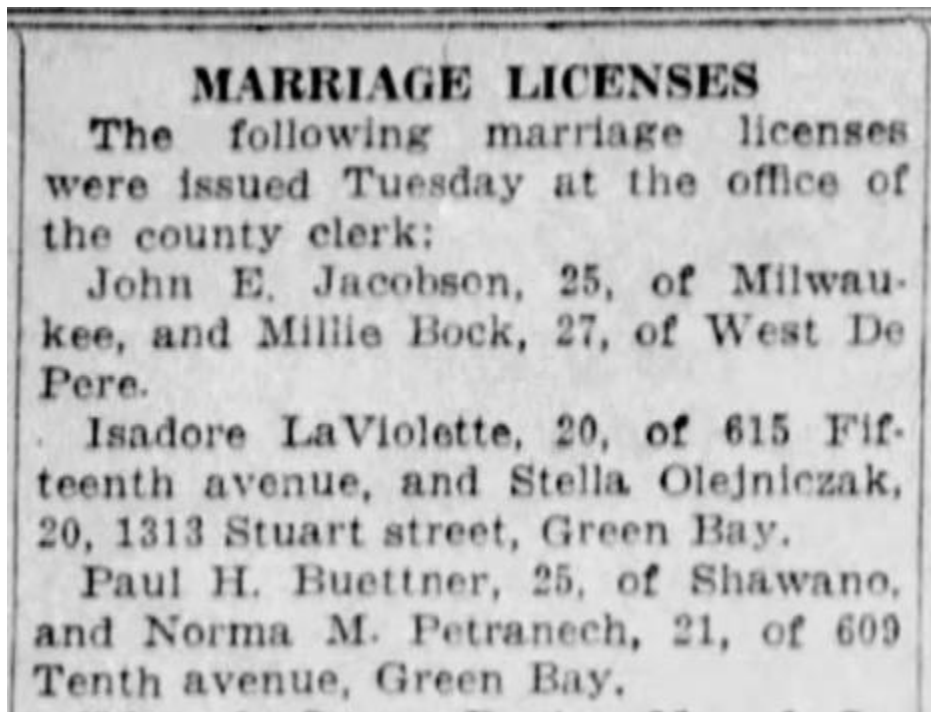 MARRIAGE LICENSES
The following marriage licenses
were issued Tuesday at the office of
the county clerk:
John E. Jacobson, 25, of Milwau-
kee, and Millie Bock, 27, of West De
Pere.
Isadore LaViolette, 20, of 615 Fif-
teenth avenue, and Stella Olejniczak,
20, 1313 Stuart street, Green Bay.
Paul H. Buettner, 25, of Shawano,
and Norma M. Petranech, 21, of 609
Tenth avenue, Green Bay.